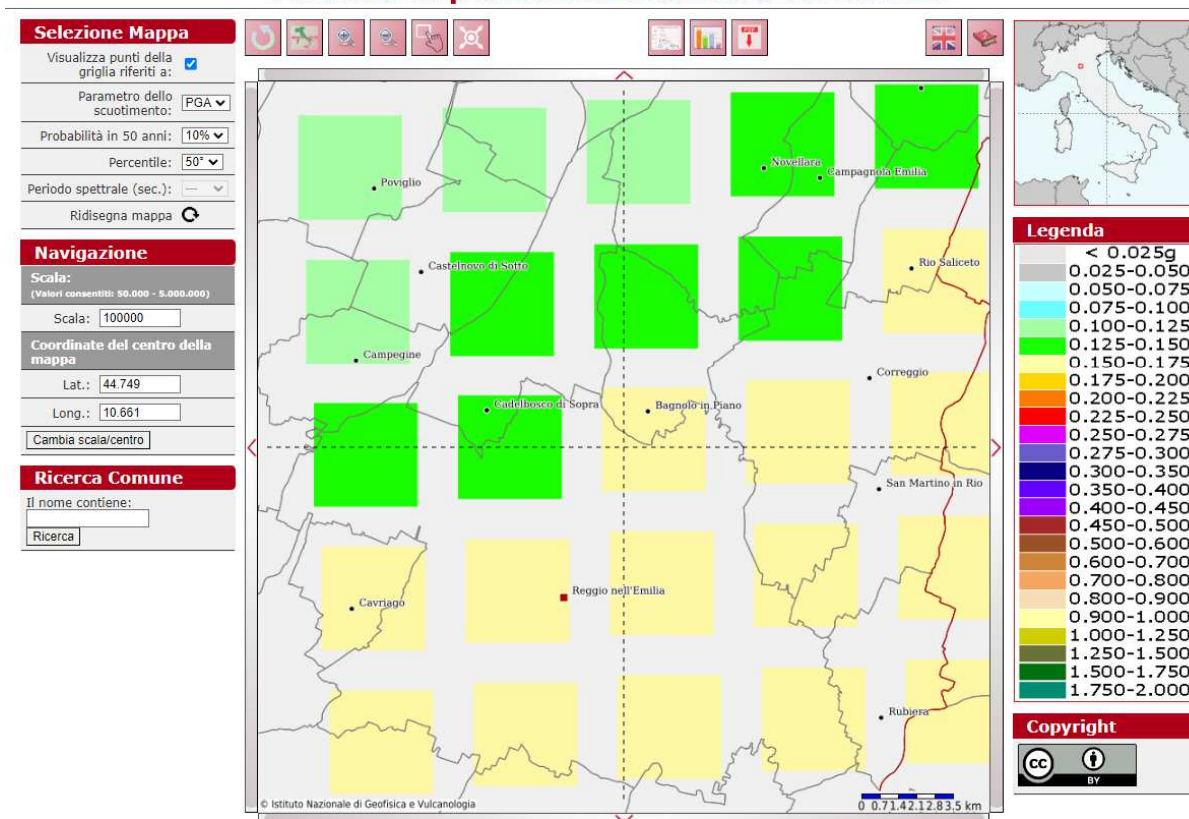 Selezione Mappa
Visualizza punti della
griglia riferiti a:
Parametro dello
scuotimento: PGA
Probabilità in 50 anni: 10%
Percentile: 50°
Periodo spettrale (sec.): ---
Ridisegna mappa
Navigazione
Scala:
(Valori consentiti: 50.000 - 5.000.000)
Scala: 100000
Coordinate del centro della
mappa
Lat.: 44.749
Long.: 10.661
Cambia scala/centro
Ricerca Comune
Il nome contiene:
Ricerca
PDF
Novellara
Campagnola Emilia
Poviglio
Castelnovo di Sotto
Rio Saliceto
Campegine
Correggio
Cadelbosco di Sopra
Bagnolo in Piano
San Martino in Rio
Reggio nell'Emilia
Cavriago
Rubiera
© Istituto Nazionale di Geofisica e Vulcanologia
0 0.71.42.12.83.5 km
Legenda
< 0.025g
0.025-0.050
0.050-0.075
0.075-0.100
0.100-0.125
0.125-0.150
0.150-0.175
0.175-0.200
0.200-0.225
0.225-0.250
0.250-0.275
0.275-0.300
0.300-0.350
0.350-0.400
0.400-0.450
0.450-0.500
0.500-0.600
0.600-0.700
0.700-0.800
0.800-0.900
0.900-1.000
1.000-1.250
1.250-1.500
1.500-1.750
1.750-2.000
Copyright
cc
BY